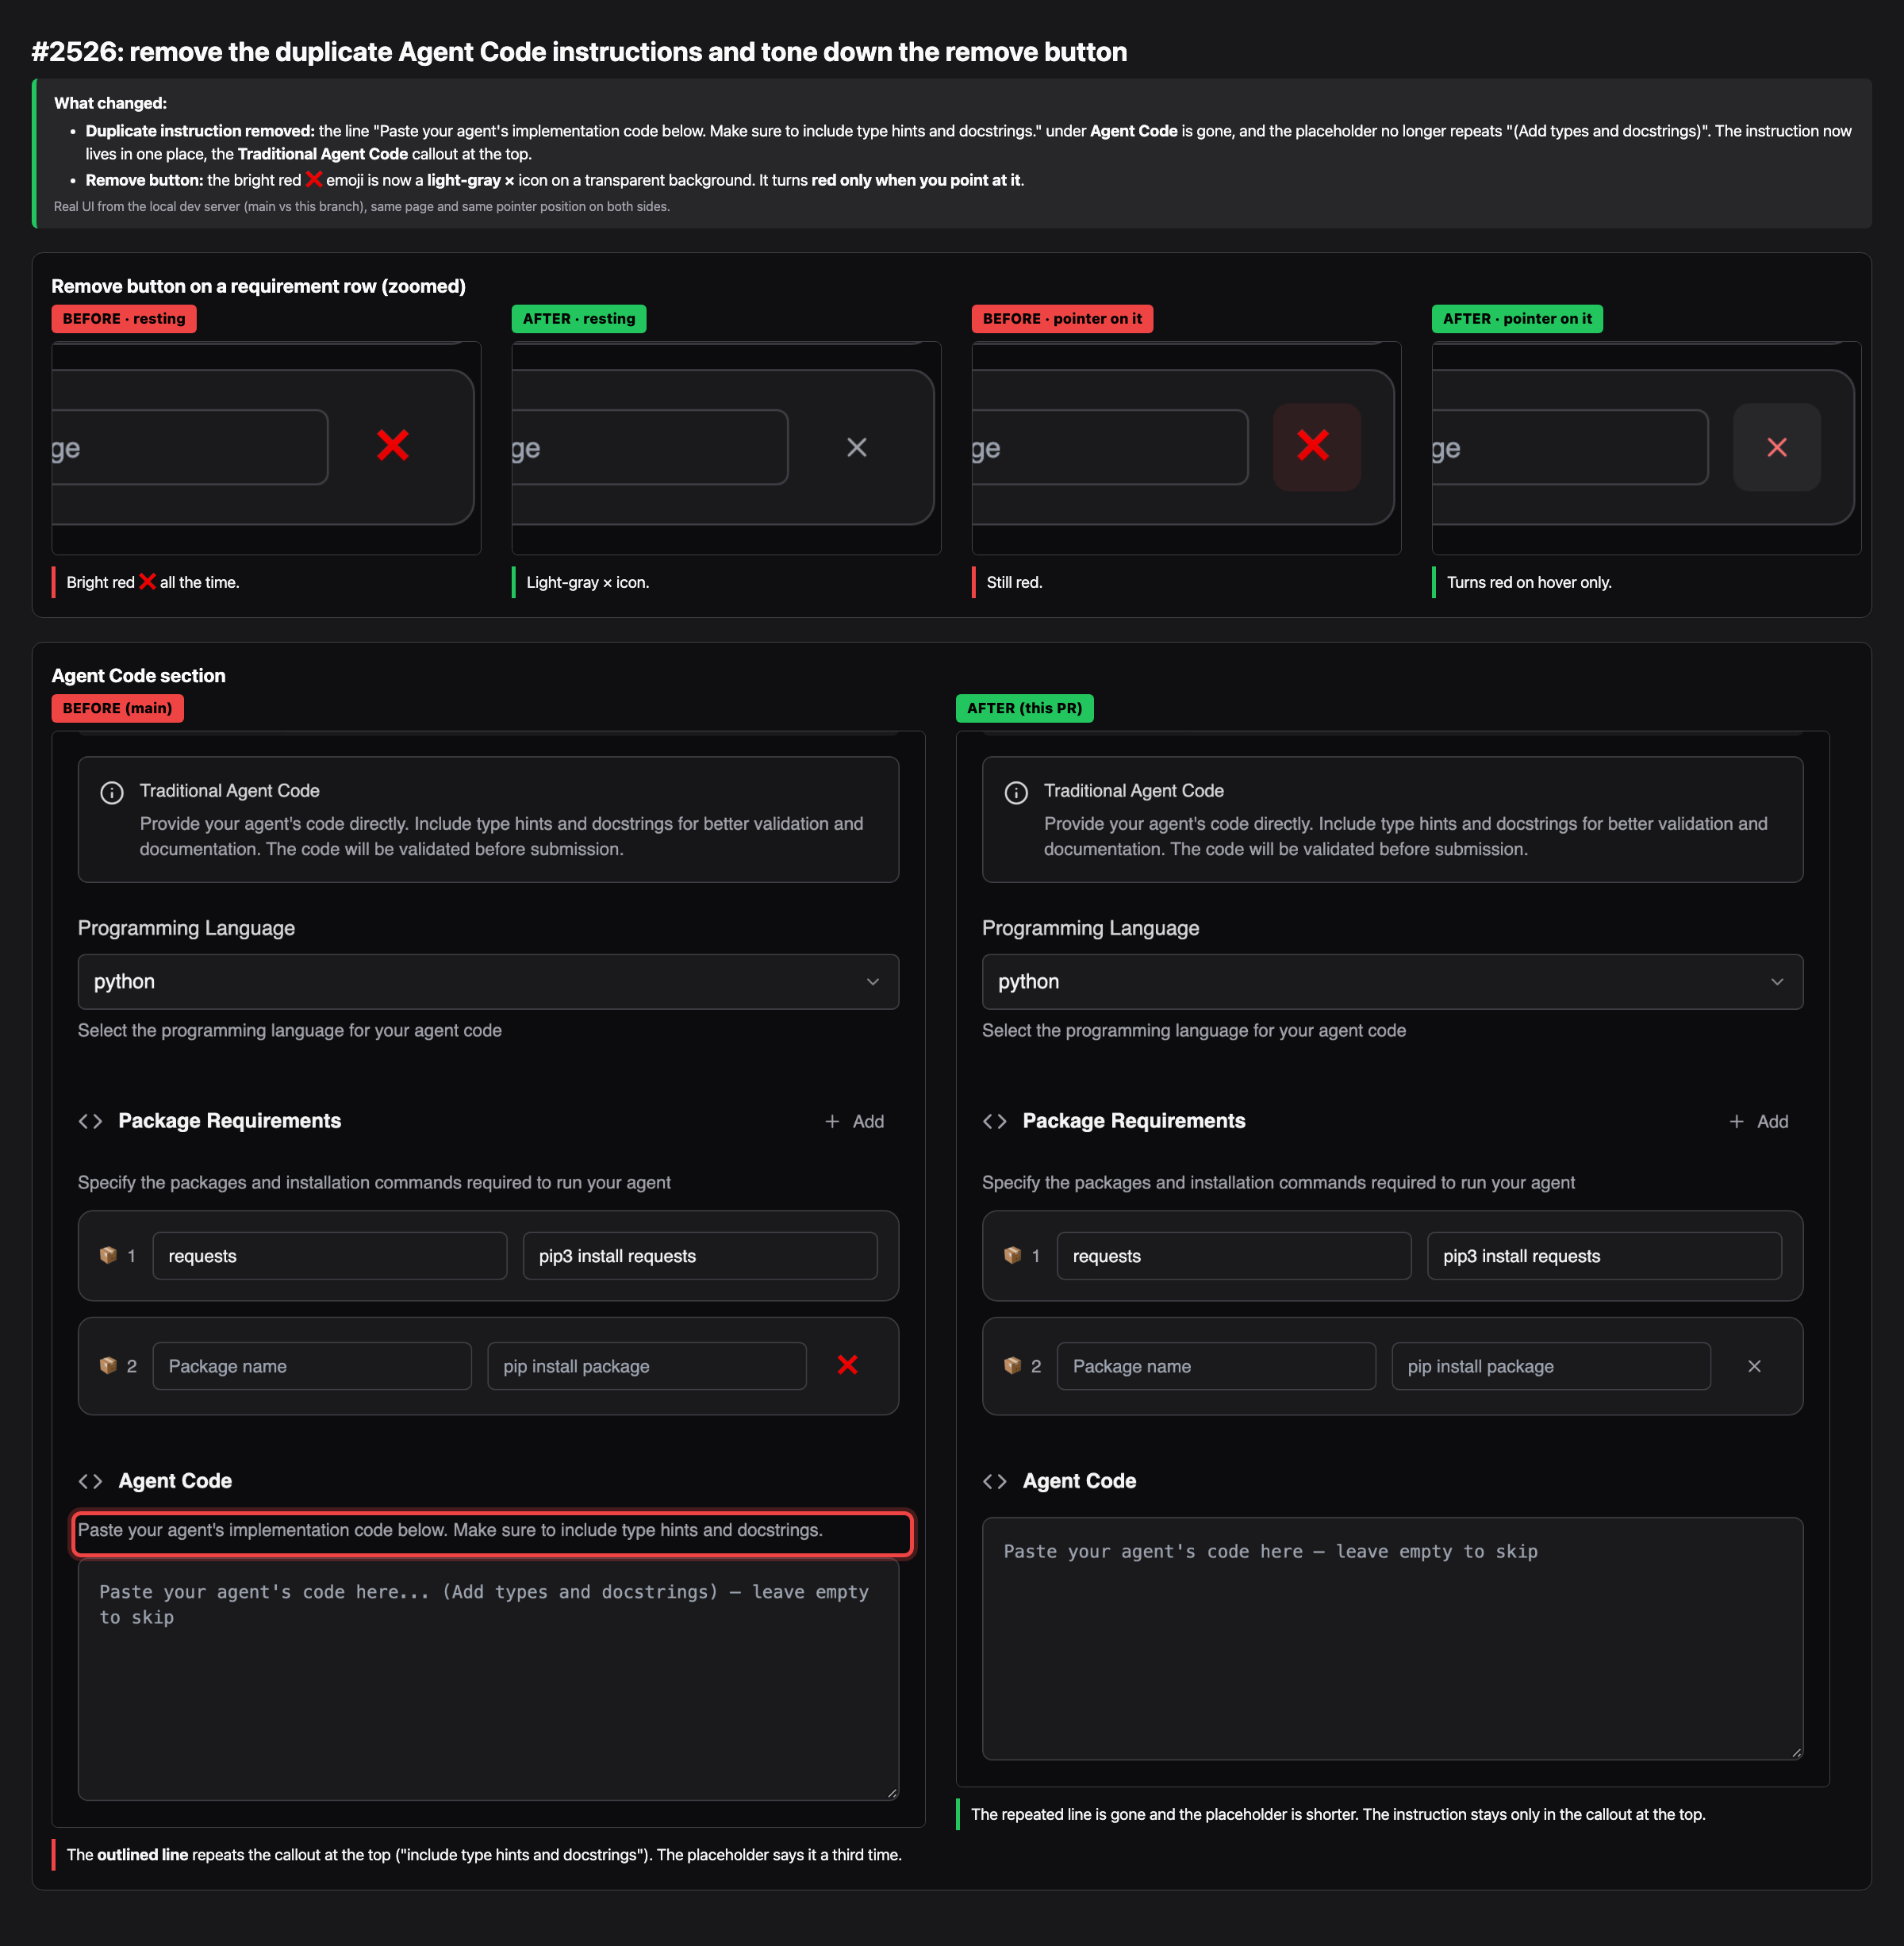 #2526: remove the duplicate Agent Code instructions and tone down the remove button
What changed:
• Duplicate instruction removed: the line "Paste your agent's implementation code below. Make sure to include type hints and docstrings." under Agent Code is gone, and the placeholder no longer repeats "(Add types and docstrings)". The instruction now
lives in one place, the Traditional Agent Code callout at the top.
• Remove button: the bright red ❌ emoji is now a light-gray × icon on a transparent background. It turns red only when you point at it.
Real UI from the local dev server (main vs this branch), same page and same pointer position on both sides.
Remove button on a requirement row (zoomed)
BEFORE · resting
ge
❌
Bright red ❌ all the time.
AFTER · resting
ge
×
Light-gray × icon.
BEFORE · pointer on it
ge
❌
Still red.
AFTER · pointer on it
ge
×
Turns red on hover only.
Agent Code section
BEFORE (main)
Traditional Agent Code
Provide your agent's code directly. Include type hints and docstrings for better validation and
documentation. The code will be validated before submission.
Programming Language
python
Select the programming language for your agent code
<> Package Requirements
+ Add
Specify the packages and installation commands required to run your agent
📦 1 requests pip3 install requests
📦 2 Package name pip install package ❌
<> Agent Code
Paste your agent's implementation code below. Make sure to include type hints and docstrings.
Paste your agent's code here... (Add types and docstrings) — leave empty
to skip
The outlined line repeats the callout at the top ("include type hints and docstrings"). The placeholder says it a third time.
AFTER (this PR)
Traditional Agent Code
Provide your agent's code directly. Include type hints and docstrings for better validation and
documentation. The code will be validated before submission.
Programming Language
python
Select the programming language for your agent code
<> Package Requirements
+ Add
Specify the packages and installation commands required to run your agent
📦 1 requests pip3 install requests
📦 2 Package name pip install package ×
<> Agent Code
Paste your agent's code here — leave empty to skip
The repeated line is gone and the placeholder is shorter. The instruction stays only in the callout at the top.